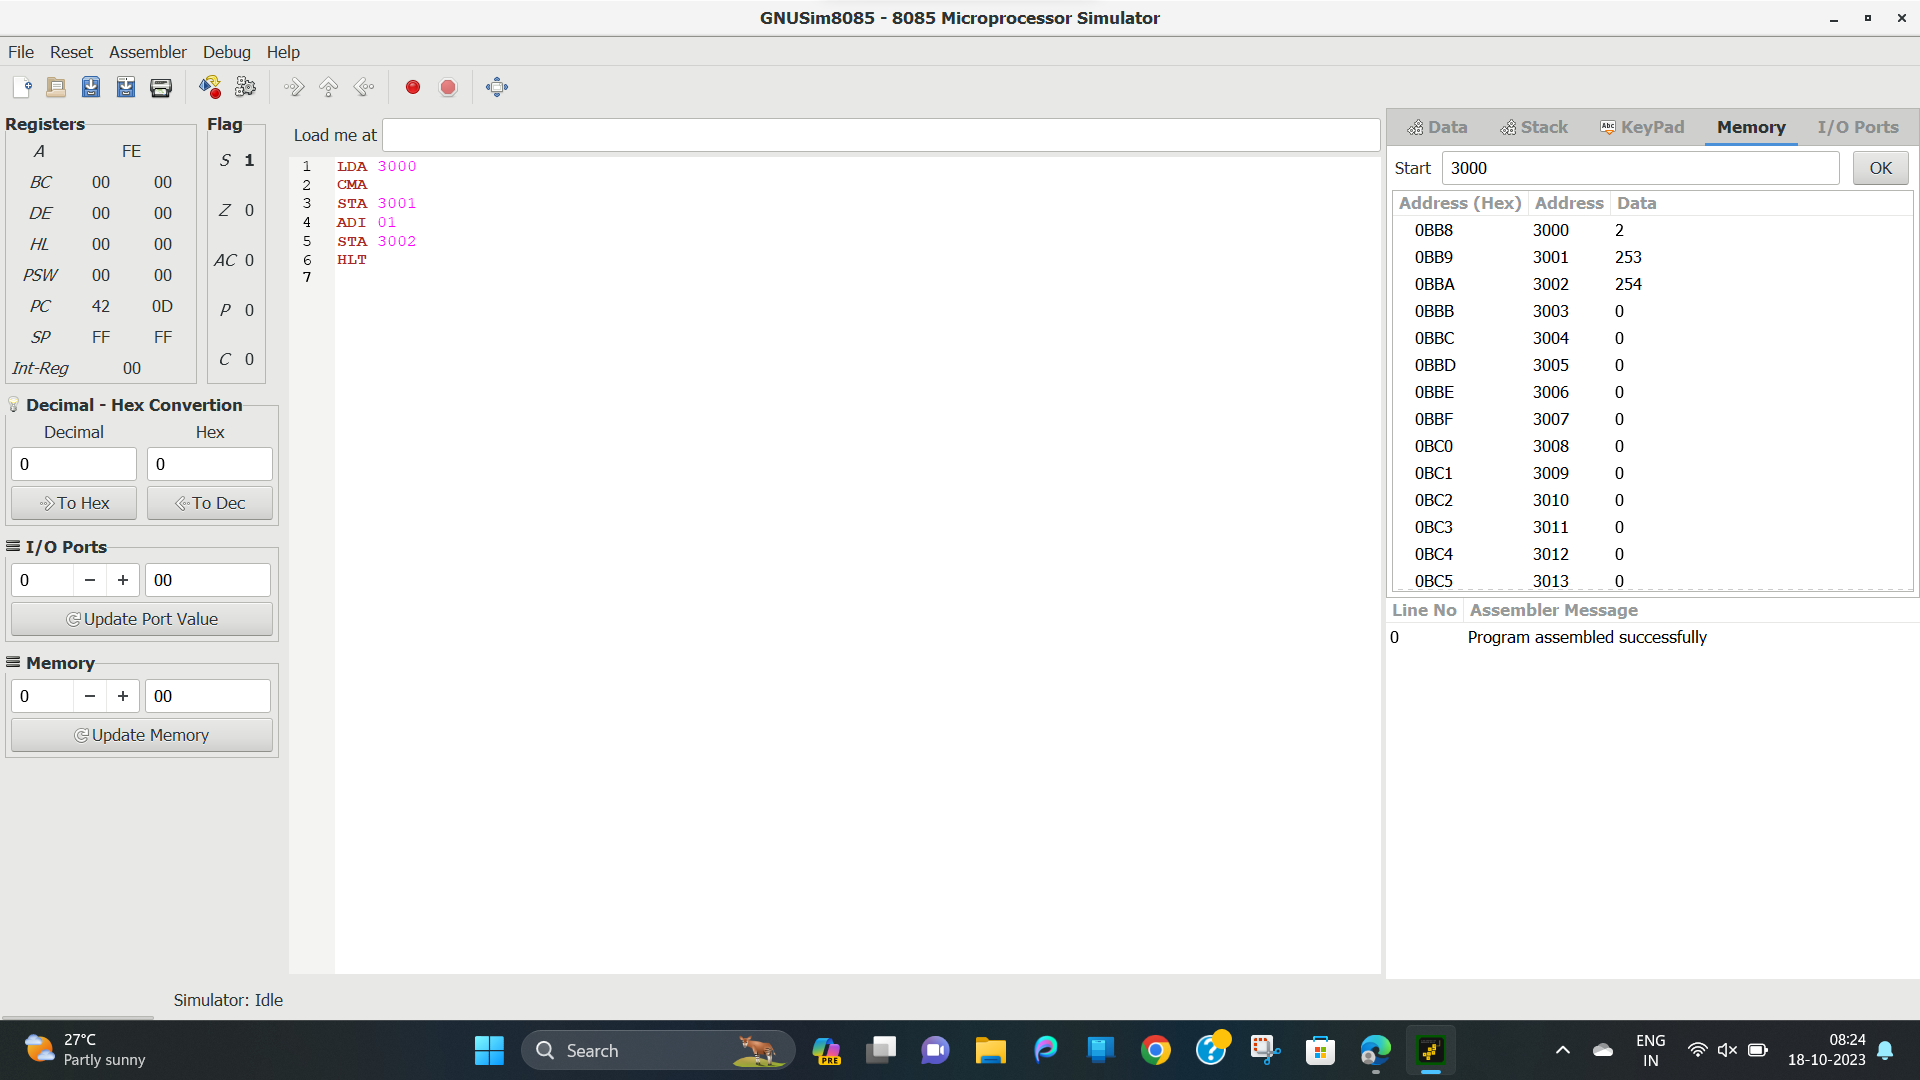 GNUSim8085 - 8085 Microprocessor Simulator
File Reset Assembler Debug Help
Registers
A FE
BC 00 00
DE 00 00
HL 00 00
PSW 00 00
PC 42 0D
SP FF FF
Int-Reg 00
Flag
S 1
Z 0
AC 0
P 0
C 0
Decimal - Hex Convertion
Decimal Hex
0 0
To Hex To Dec
I/O Ports
0 − + 00
Update Port Value
Memory
0 − + 00
Update Memory
Load me at
1 LDA 3000
2 CMA
3 STA 3001
4 ADI 01
5 STA 3002
6 HLT
7
Data Stack Abc KeyPad Memory I/O Ports
Start 3000 OK
Address (Hex) Address Data
0BB8 3000 2
0BB9 3001 253
0BBA 3002 254
0BBB 3003 0
0BBC 3004 0
0BBD 3005 0
0BBE 3006 0
0BBF 3007 0
0BC0 3008 0
0BC1 3009 0
0BC2 3010 0
0BC3 3011 0
0BC4 3012 0
0BC5 3013 0
Line No Assembler Message
0 Program assembled successfully
Simulator: Idle
27°C
Partly sunny
Search
PRE
ENG
IN
08:24
18-10-2023